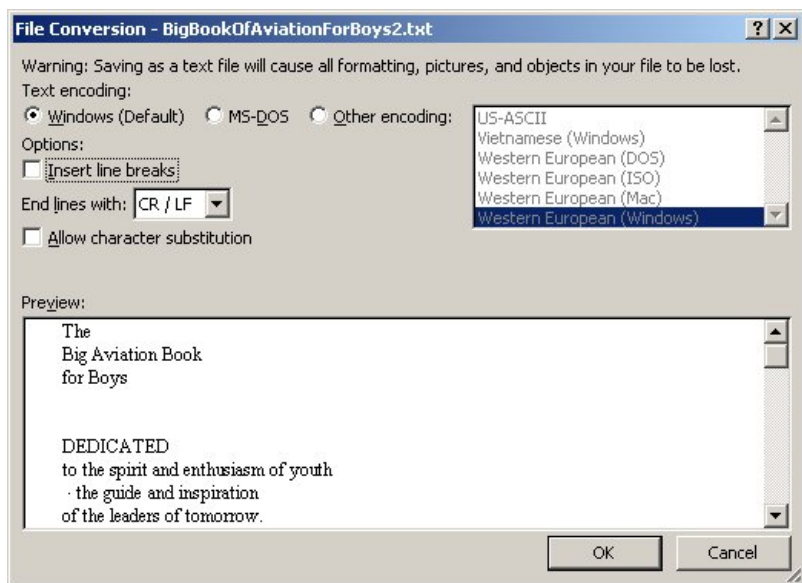 File Conversion - BigBookOfAviationForBoys2.txt
Warning: Saving as a text file will cause all formatting, pictures, and objects in your file to be lost.
Text encoding:
Windows (Default) MS-DOS Other encoding:
US-ASCII
Vietnamese (Windows)
Western European (DOS)
Western European (ISO)
Western European (Mac)
Western European (Windows)
Options:
Insert line breaks
End lines with: CR / LF
Allow character substitution
Preview:
The
Big Aviation Book
for Boys
DEDICATED
to the spirit and enthusiasm of youth
· the guide and inspiration
of the leaders of tomorrow.
OK Cancel